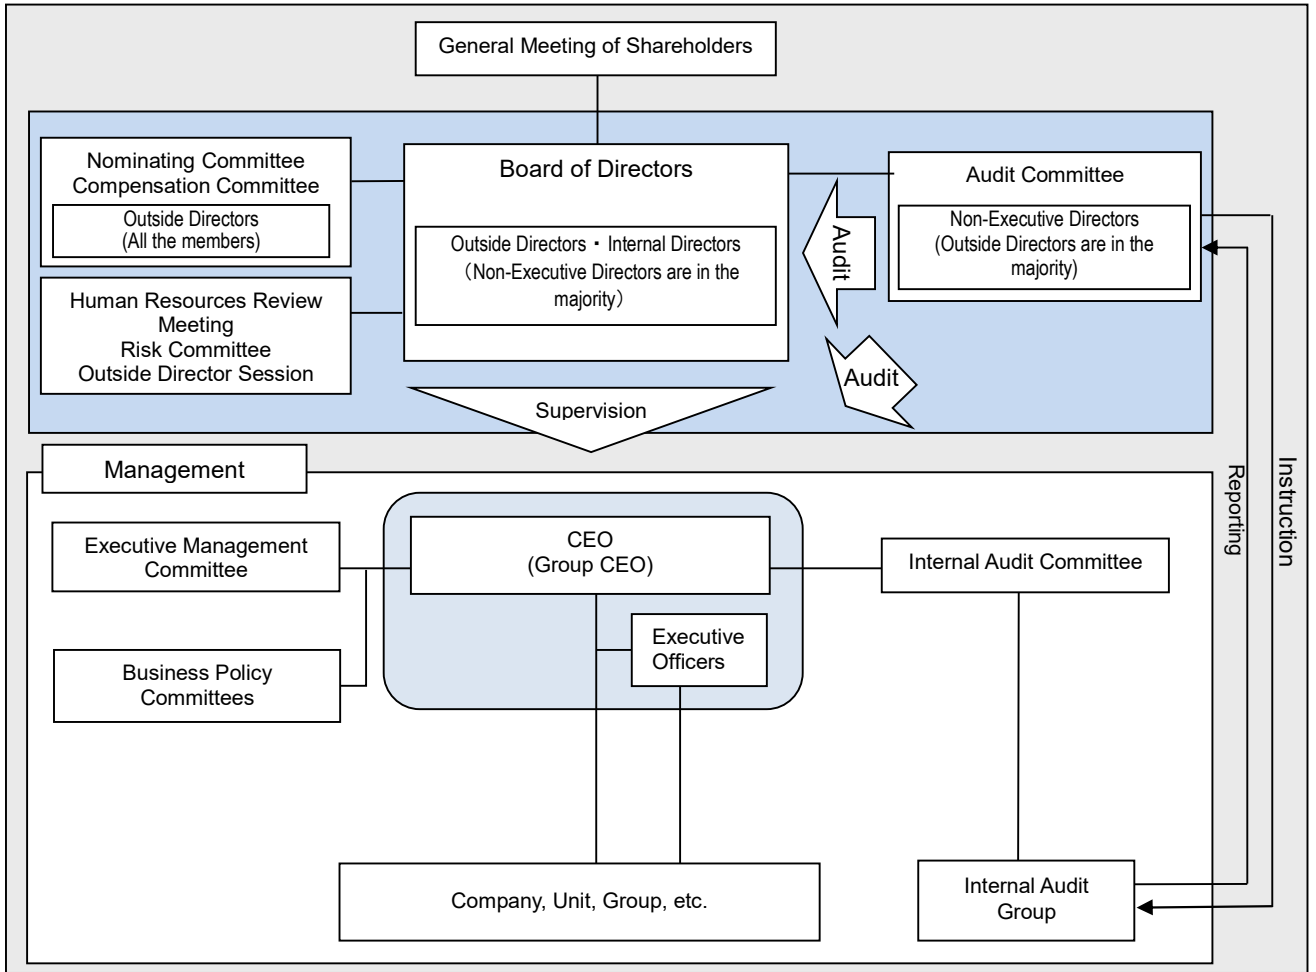 General Meeting of Shareholders
Nominating Committee
Compensation Committee
Outside Directors
(All the members)
Human Resources Review
Meeting
Risk Committee
Outside Director Session
Board of Directors
Outside Directors・Internal Directors
（Non-Executive Directors are in the
majority）
Audit
Audit Committee
Non-Executive Directors
(Outside Directors are in the
majority)
Audit
Supervision
Management
Executive Management
Committee
Business Policy
Committees
CEO
(Group CEO)
Executive
Officers
Internal Audit Committee
Company, Unit, Group, etc.
Internal Audit
Group
Reporting
Instruction